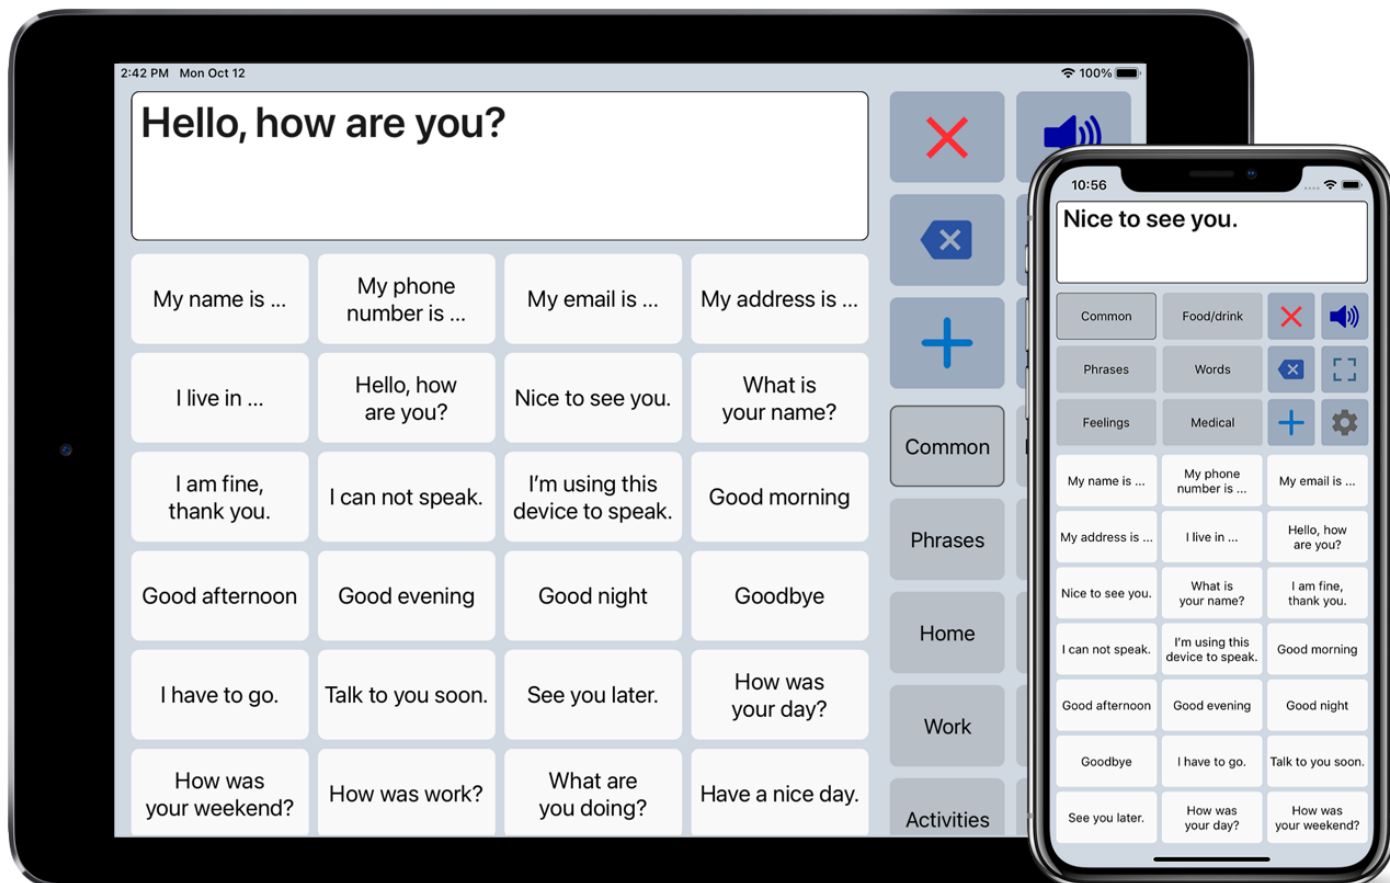 2:42 PM Mon Oct 12
100%
Hello, how are you?
My name is ...
My phone
number is ...
My email is ...
My address is ...
I live in ...
Hello, how
are you?
Nice to see you.
What is
your name?
I am fine,
thank you.
I can not speak.
I'm using this
device to speak.
Good morning
Good afternoon
Good evening
Good night
Goodbye
I have to go.
Talk to you soon.
See you later.
How was
your day?
How was
your weekend?
How was work?
What are
you doing?
Have a nice day.
Common
Phrases
Home
Work
Activities
10:56
Nice to see you.
Common
Food/drink
Phrases
Words
Feelings
Medical
My name is ...
My phone
number is ...
My email is ...
My address is ...
I live in ...
Hello, how
are you?
Nice to see you.
What is
your name?
I am fine,
thank you.
I can not speak.
I'm using this
device to speak.
Good morning
Good afternoon
Good evening
Good night
Goodbye
I have to go.
Talk to you soon.
See you later.
How was
your day?
How was
your weekend?